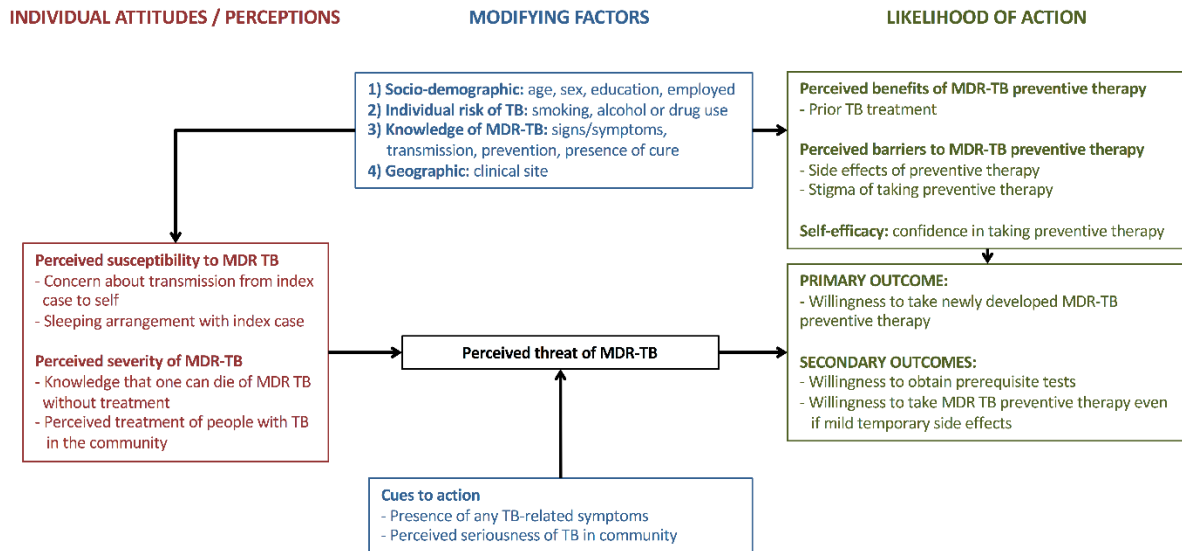 INDIVIDUAL ATTITUDES / PERCEPTIONS
MODIFYING FACTORS
LIKELIHOOD OF ACTION
1) Socio-demographic: age, sex, education, employed
2) Individual risk of TB: smoking, alcohol or drug use
3) Knowledge of MDR-TB: signs/symptoms,
transmission, prevention, presence of cure
4) Geographic: clinical site
Perceived benefits of MDR-TB preventive therapy
- Prior TB treatment
Perceived barriers to MDR-TB preventive therapy
- Side effects of preventive therapy
- Stigma of taking preventive therapy
Self-efficacy: confidence in taking preventive therapy
Perceived susceptibility to MDR TB
- Concern about transmission from index
case to self
- Sleeping arrangement with index case
Perceived severity of MDR-TB
- Knowledge that one can die of MDR TB
without treatment
- Perceived treatment of people with TB
in the community
Perceived threat of MDR-TB
PRIMARY OUTCOME:
- Willingness to take newly developed MDR-TB
preventive therapy
SECONDARY OUTCOMES:
- Willingness to obtain prerequisite tests
- Willingness to take MDR TB preventive therapy even
if mild temporary side effects
Cues to action
- Presence of any TB-related symptoms
- Perceived seriousness of TB in community